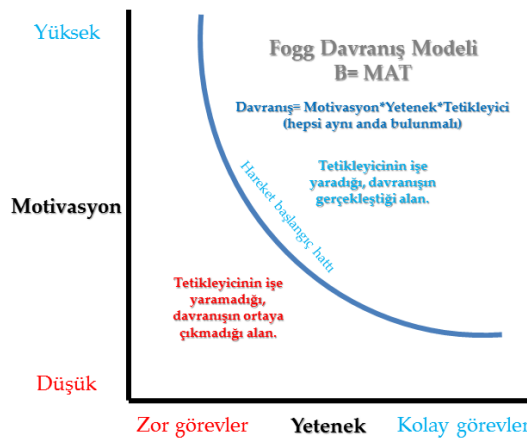 Yüksek
Fogg Davranış Modeli
B= MAT
Davranış= Motivasyon*Yetenek*Tetikleyici
(hepsi aynı anda bulunmalı)
Tetikleyicinin işe
yaradığı, davranışın
gerçekleştiği alan.
Hareket başlangıç hattı
Motivasyon
Tetikleyicinin işe
yaramadığı,
davranışın ortaya
çıkmadığı alan.
Düşük
Zor görevler
Yetenek
Kolay görevler